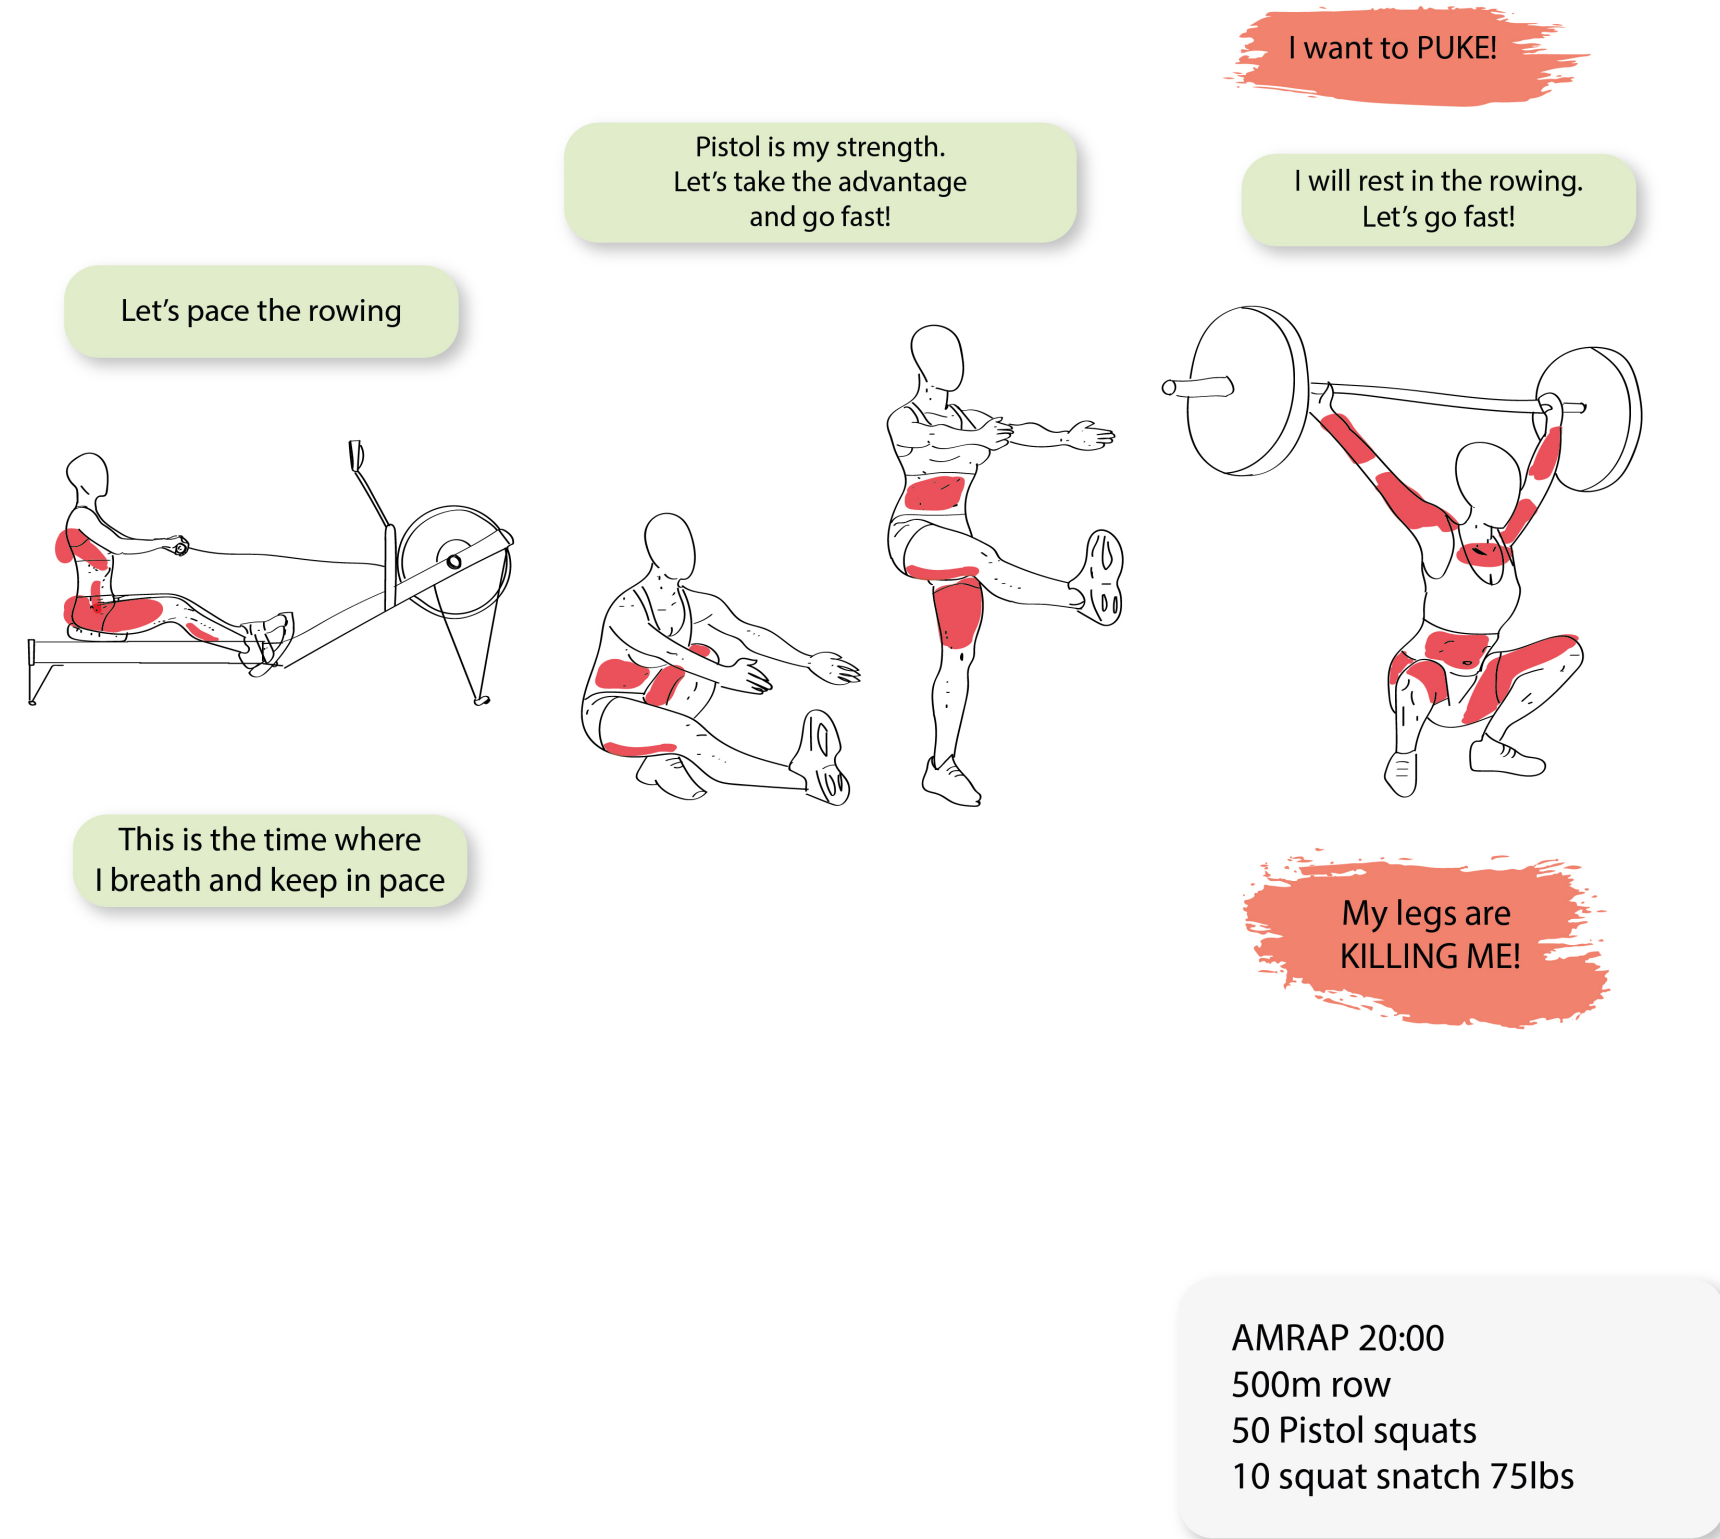 I want to PUKE!
Pistol is my strength.
Let's take the advantage
and go fast!
I will rest in the rowing.
Let's go fast!
Let's pace the rowing
This is the time where
I breath and keep in pace
My legs are
KILLING ME!
AMRAP 20:00
500m row
50 Pistol squats
10 squat snatch 75lbs